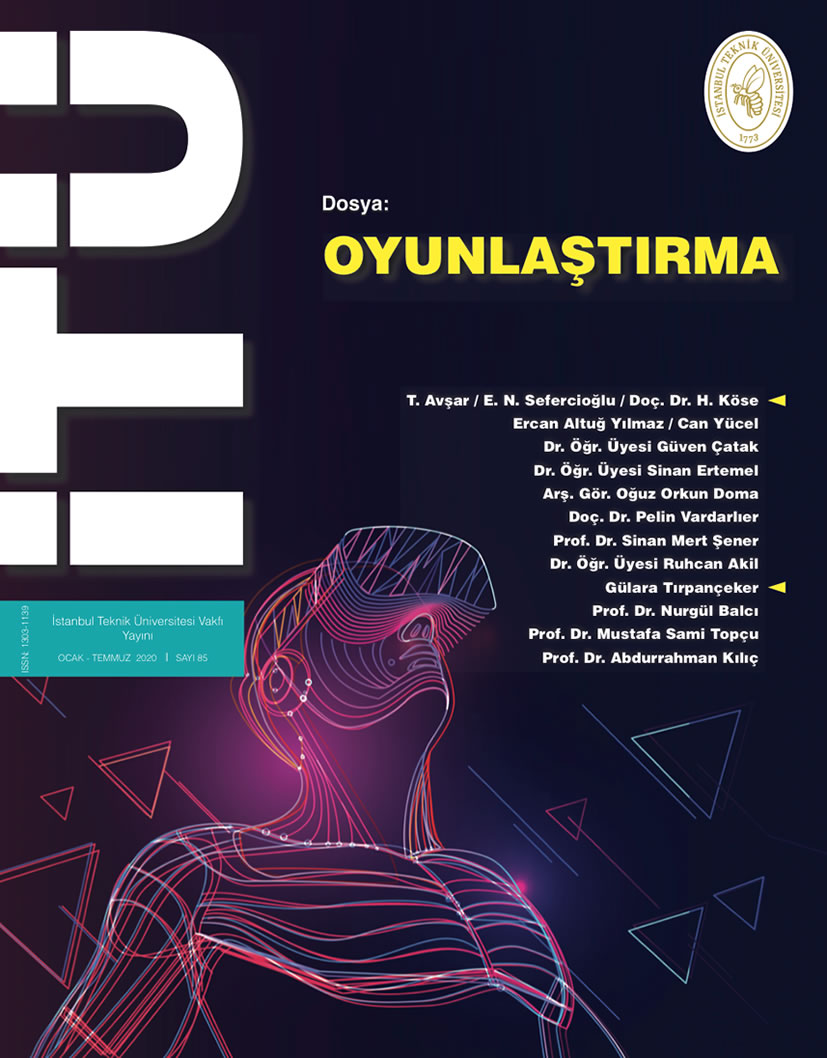 İTÜ
İSTANBUL TEKNİK ÜNİVERSİTESİ
1773
Dosya:
OYUNLAŞTIRMA
T. Avşar / E. N. Sefercioğlu / Doç. Dr. H. Köse
Ercan Altuğ Yılmaz / Can Yücel
Dr. Öğr. Üyesi Güven Çatak
Dr. Öğr. Üyesi Sinan Ertemel
Arş. Gör. Oğuz Orkun Doma
Doç. Dr. Pelin Vardarlıer
Prof. Dr. Sinan Mert Şener
Dr. Öğr. Üyesi Ruhcan Akil
Gülara Tırpançeker
Prof. Dr. Nurgül Balcı
Prof. Dr. Mustafa Sami Topçu
Prof. Dr. Abdurrahman Kılıç
ISSN: 1303-1139
İstanbul Teknik Üniversitesi Vakfı
Yayını
OCAK - TEMMUZ 2020 | SAYI 85